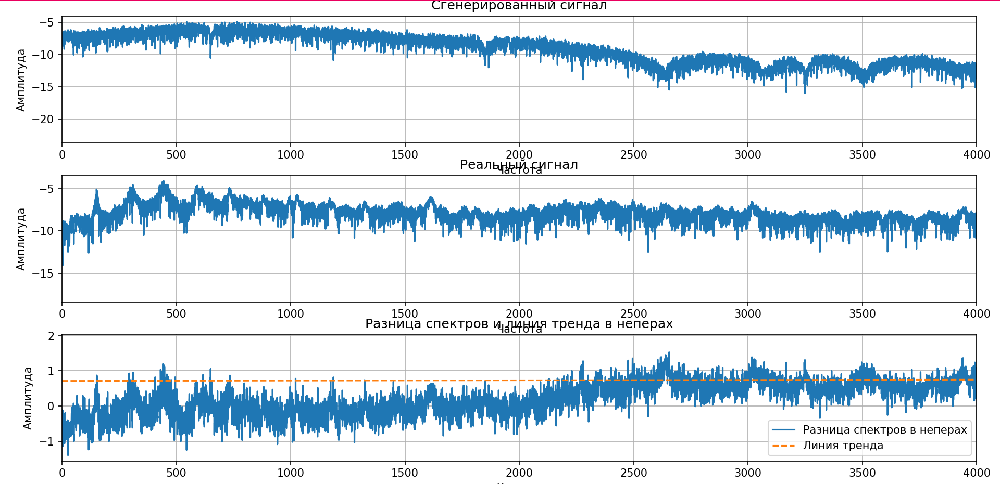 Сгенерированный сигнал
Амплитуда
−5
−10
−15
−20
0 500 1000 1500 2000 2500 3000 3500 4000
Частота
Реальный сигнал
Амплитуда
−5
−10
−15
0 500 1000 1500 2000 2500 3000 3500 4000
Частота
Разница спектров и линия тренда в неперах
Амплитуда
2
1
0
−1
Разница спектров в неперах
Линия тренда
0 500 1000 1500 2000 2500 3000 3500 4000